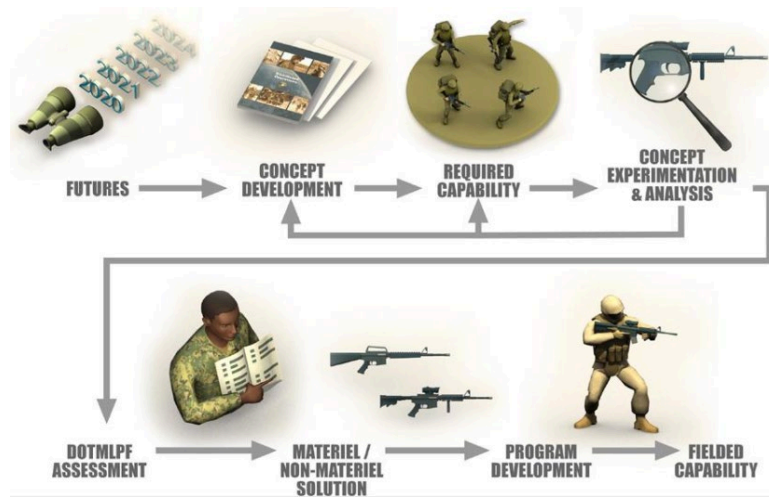 2020
2021
2022
2023
FUTURES
CONCEPT
DEVELOPMENT
REQUIRED
CAPABILITY
CONCEPT
EXPERIMENTATION
& ANALYSIS
DOTMLPF
ASSESSMENT
MATERIEL /
NON-MATERIEL
SOLUTION
PROGRAM
DEVELOPMENT
FIELDED
CAPABILITY